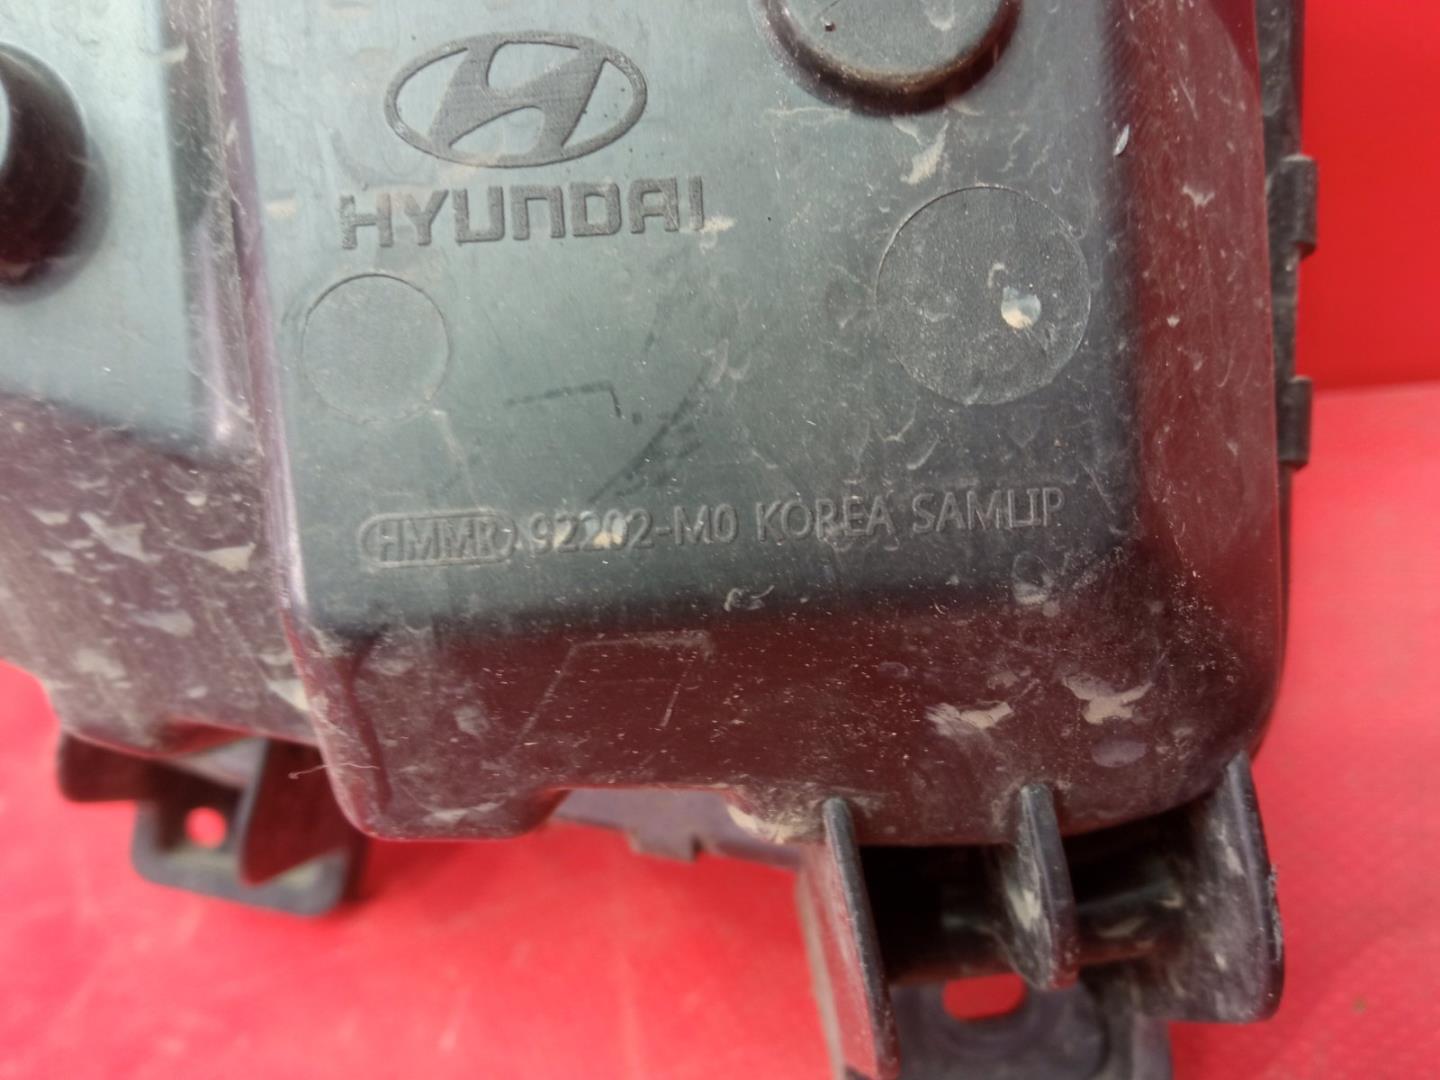 HYUNDAI
HMMR 92202-M0 KOREA SAMLIP